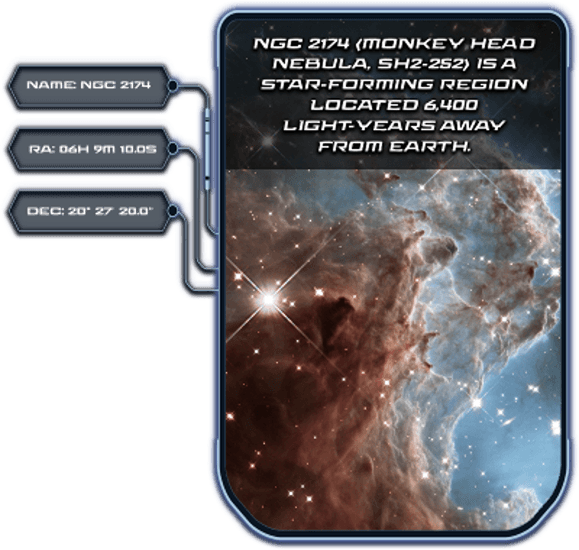 NGC 2174 (MONKEY HEAD
NEBULA, SH2-252) IS A
STAR-FORMING REGION
LOCATED 6,400
LIGHT-YEARS AWAY
FROM EARTH.
NAME: NGC 2174
RA: 06H 9M 10.0S
DEC: 20° 27' 20.0"